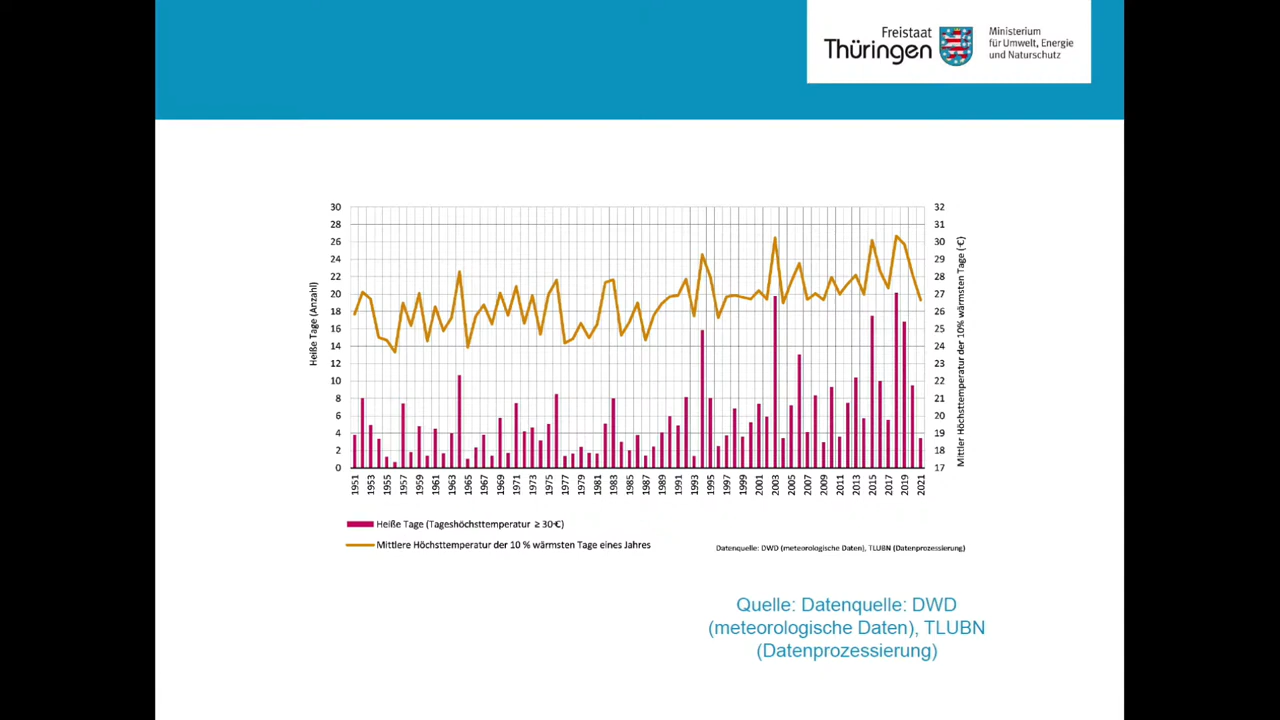 Freistaat
Thüringen
Ministerium
für Umwelt, Energie
und Naturschutz
30
28
26
24
22
20
18
16
14
12
10
8
6
4
2
0
Heiße Tage (Anzahl)
32
31
30
29
28
27
26
25
24
23
22
21
20
19
18
17
Mittler Höchsttemperatur der 10% wärmsten Tage (€)
1951 1953 1955 1957 1959 1961 1963 1965 1967 1969 1971 1973 1975 1977 1979 1981 1983 1985 1987 1989 1991 1993 1995 1997 1999 2001 2003 2005 2007 2009 2011 2013 2015 2017 2019 2021
Heiße Tage (Tageshöchsttemperatur ≥ 30€)
Mittlere Höchsttemperatur der 10 % wärmsten Tage eines Jahres
Datenquelle: DWD (meteorologische Daten), TLUBN (Datenprozessierung)
Quelle: Datenquelle: DWD
(meteorologische Daten), TLUBN
(Datenprozessierung)